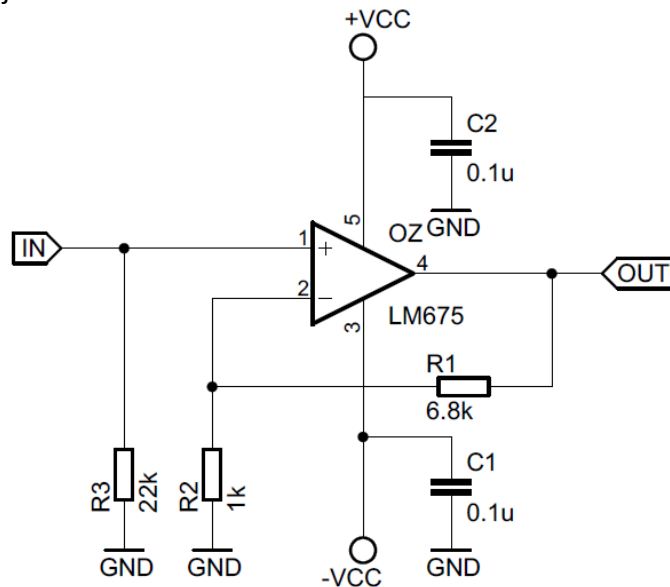 +VCC
C2
0.1u
GND
5
IN
1
+
OZ
4
OUT
2
−
3
LM675
R1
6.8k
R3
22k
R2
1k
C1
0.1u
GND
GND
-VCC
GND